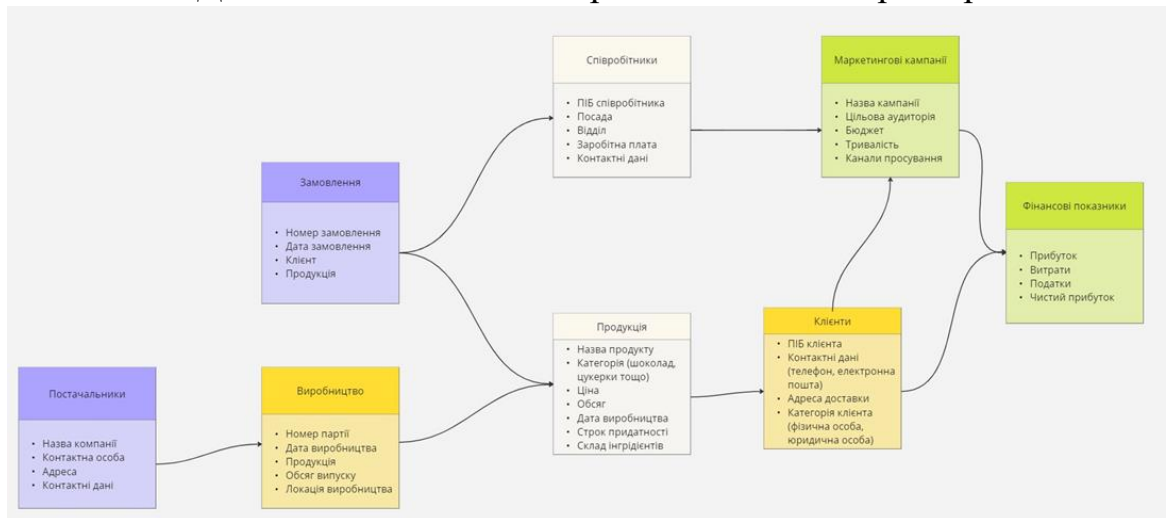 Співробітники
• ПІБ співробітника
• Посада
• Відділ
• Заробітна плата
• Контактні дані
Маркетингові кампанії
• Назва кампанії
• Цільова аудиторія
• Бюджет
• Тривалість
• Канали просування
Замовлення
• Номер замовлення
• Дата замовлення
• Клієнт
• Продукція
Фінансові показники
• Прибуток
• Витрати
• Податки
• Чистий прибуток
Продукція
• Назва продукту
• Категорія (шоколад,
цукерки тощо)
• Ціна
• Обсяг
• Дата виробництва
• Строк придатності
• Склад інгрідієнтів
Клієнти
• ПІБ клієнта
• Контактні дані
(телефон, електронна
пошта)
• Адреса доставки
• Категорія клієнта
(фізична особа,
юридична особа)
Постачальники
• Назва компанії
• Контактна особа
• Адреса
• Контактні дані
Виробництво
• Номер партії
• Дата виробництва
• Продукція
• Обсяг випуску
• Локація виробництва